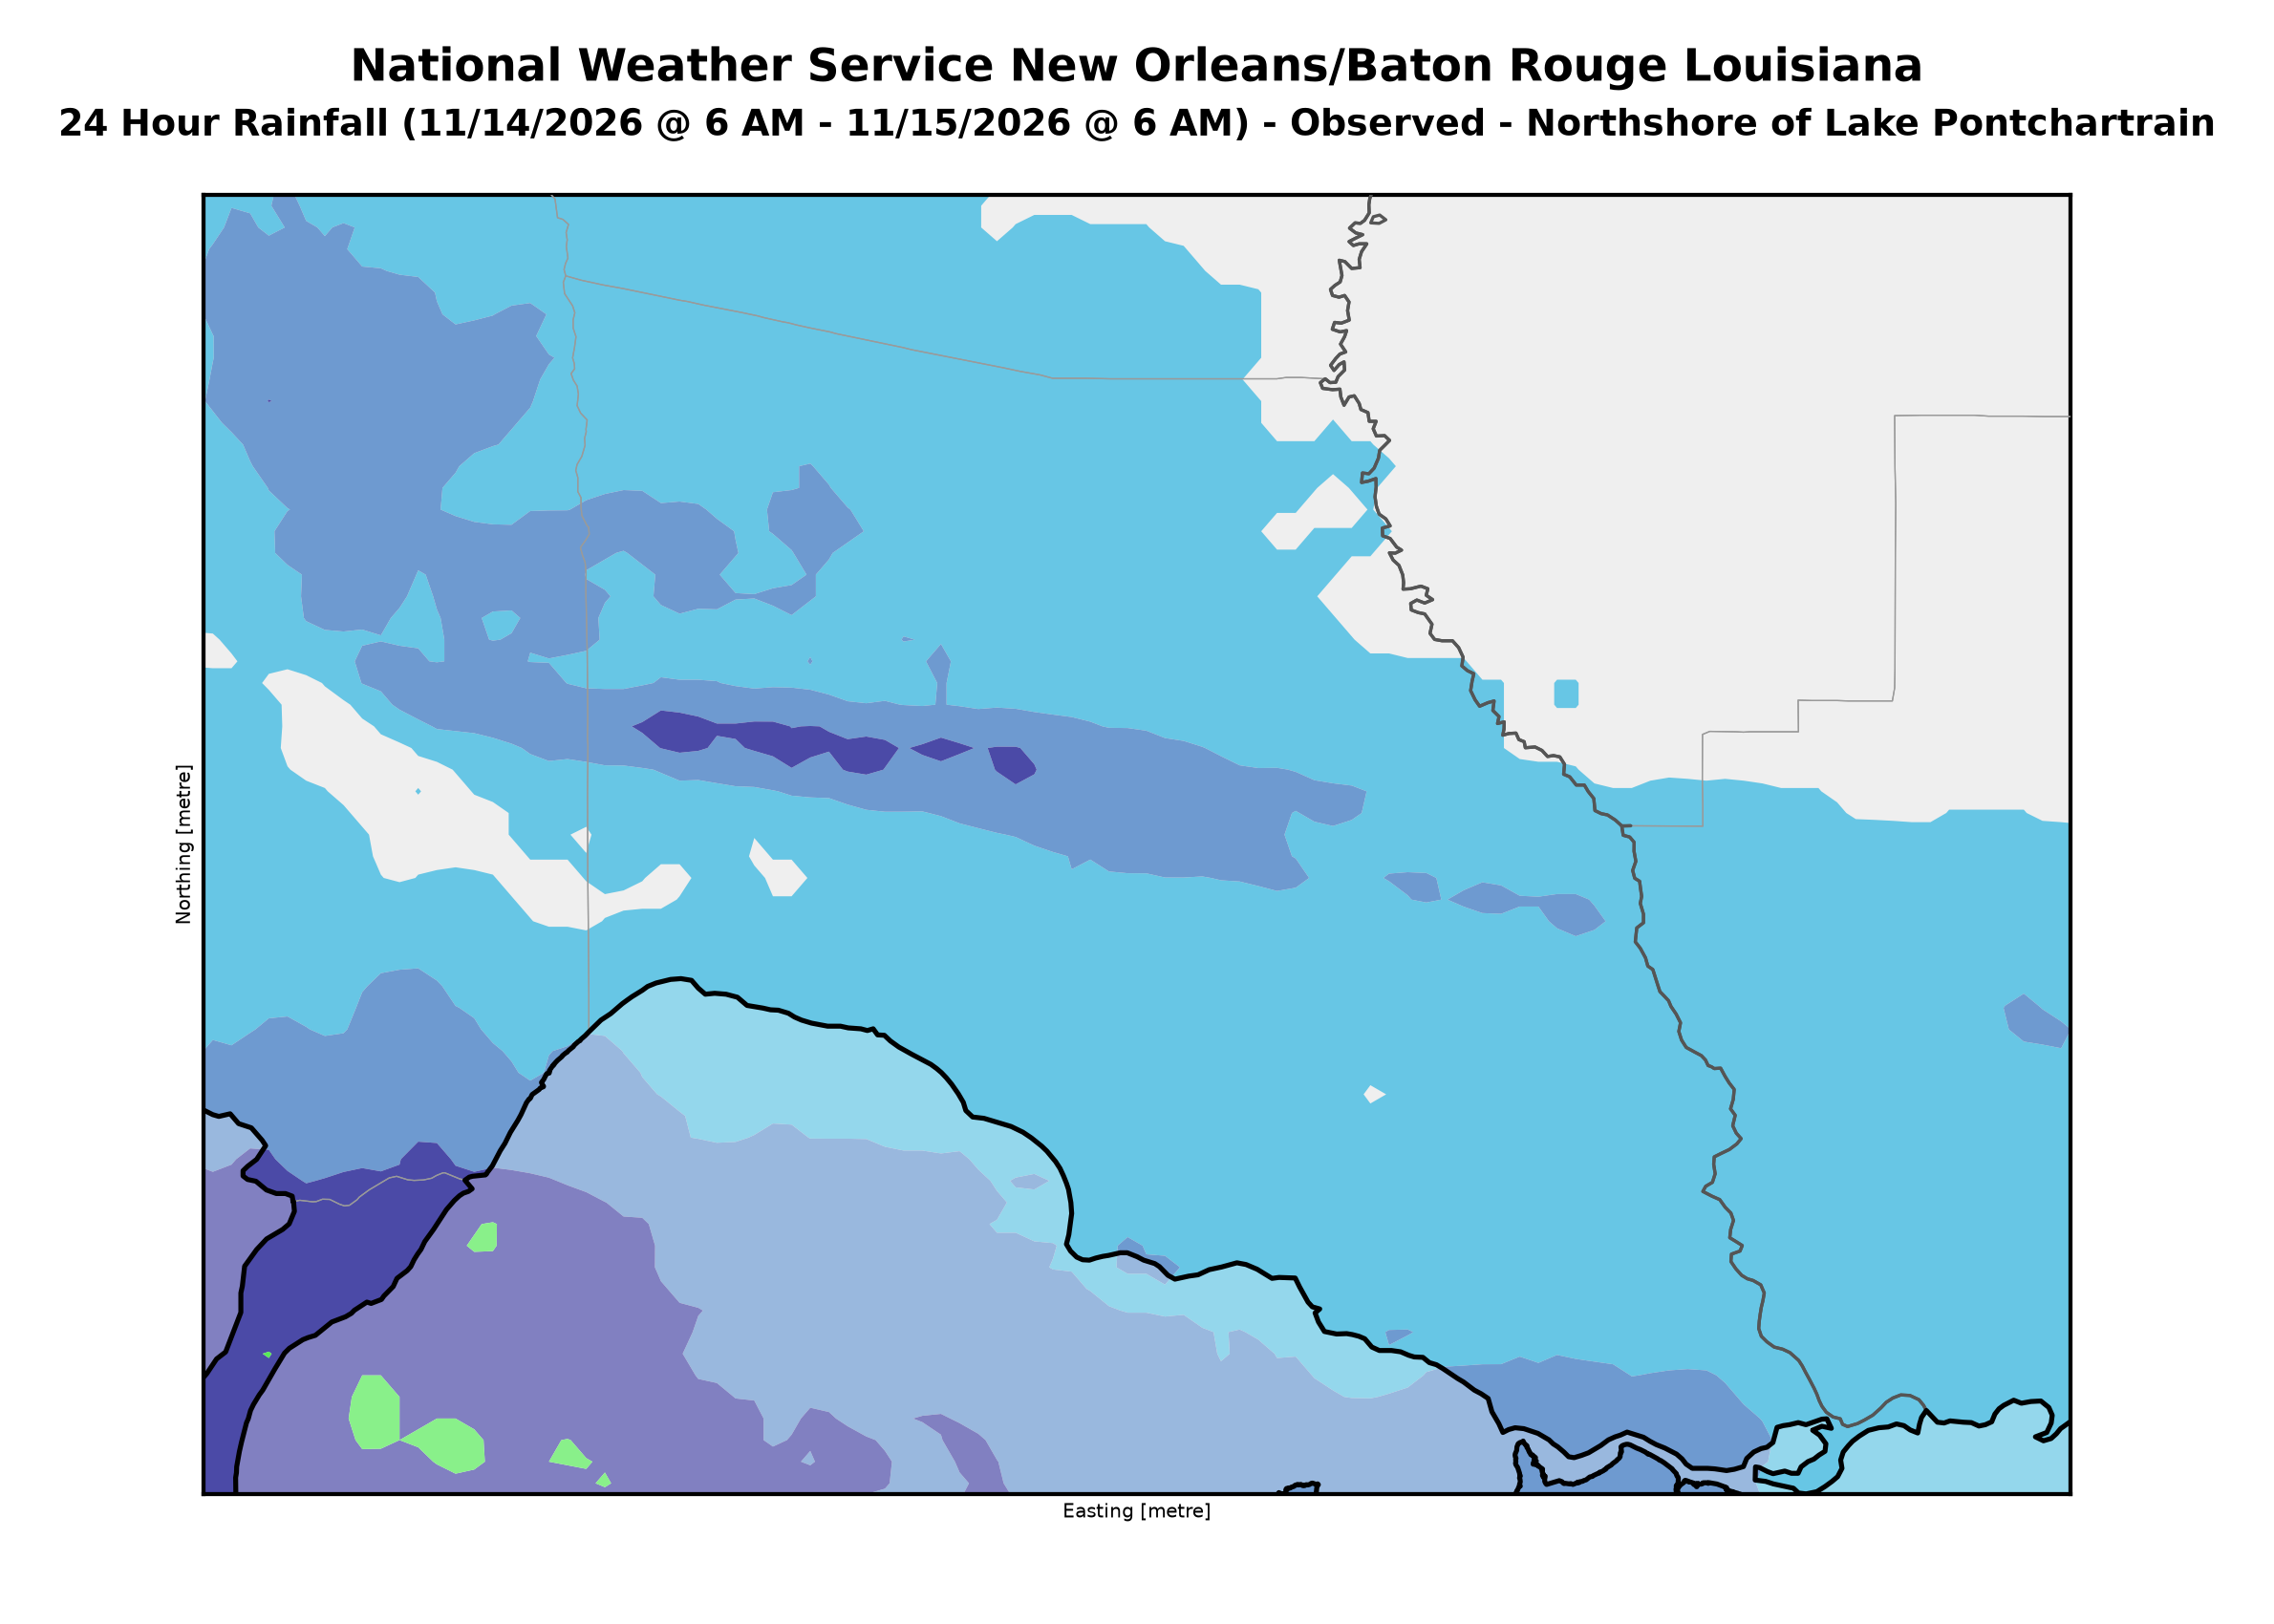 National Weather Service New Orleans/Baton Rouge Louisiana
24 Hour Rainfall (11/14/2026 @ 6 AM - 11/15/2026 @ 6 AM) - Observed - Northshore of Lake Pontchartrain
Northing [metre]
Easting [metre]